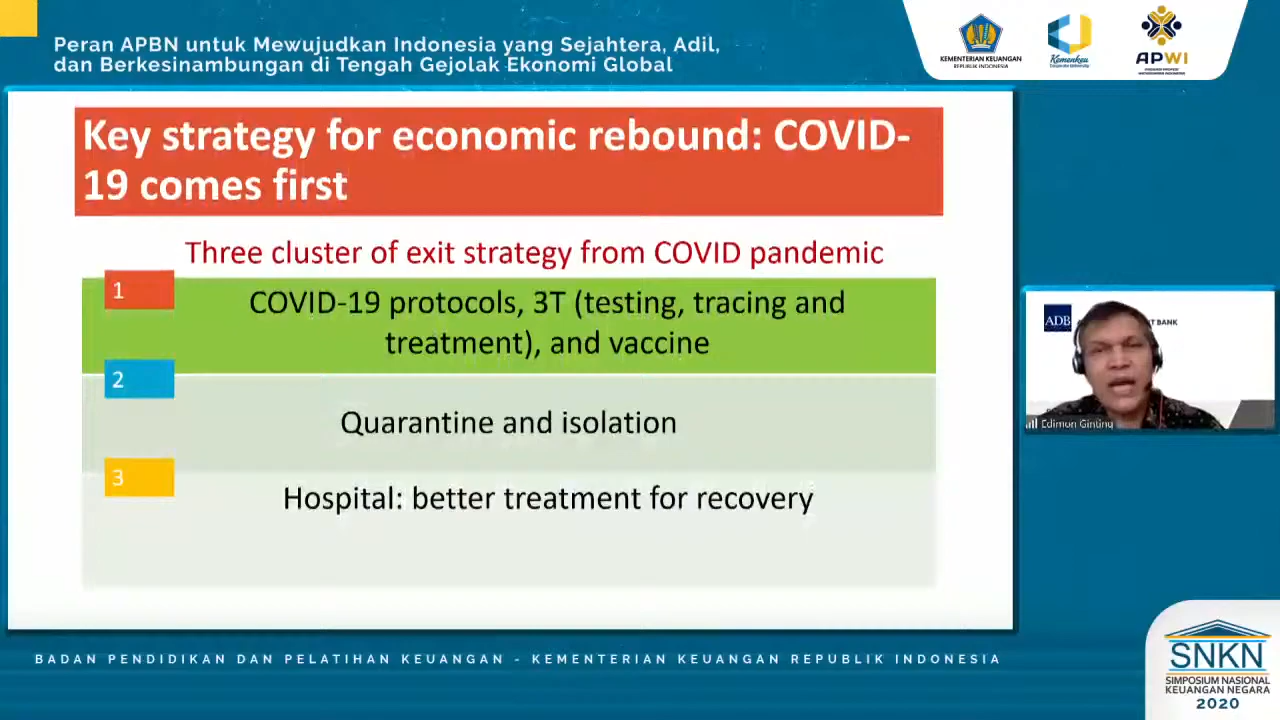 Peran APBN untuk Mewujudkan Indonesia yang Sejahtera, Adil,
dan Berkesinambungan di Tengah Gejolak Ekonomi Global
KEMENTERIAN KEUANGAN
REPUBLIK INDONESIA
Kemenkeu
APWI
Key strategy for economic rebound: COVID-
19 comes first
Three cluster of exit strategy from COVID pandemic
1
COVID-19 protocols, 3T (testing, tracing and
treatment), and vaccine
2
Quarantine and isolation
3
Hospital: better treatment for recovery
ADB
BANK
Edimon Ginting
BADAN PENDIDIKAN DAN PELATIHAN KEUANGAN - KEMENTERIAN KEUANGAN REPUBLIK INDONESIA
SNKN
SIMPOSIUM NASIONAL
KEUANGAN NEGARA
2020